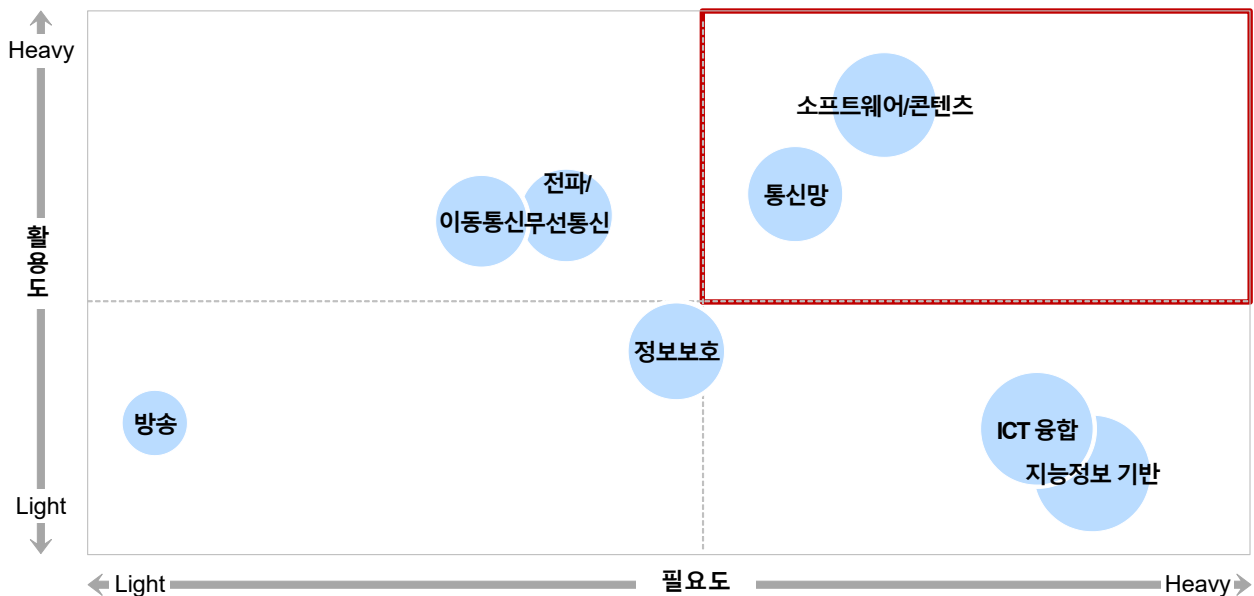 Heavy
소프트웨어/콘텐츠
전파/
통신망
이동통신
무선통신
활용도
정보보호
방송
ICT 융합
지능정보 기반
Light
Light
필요도
Heavy